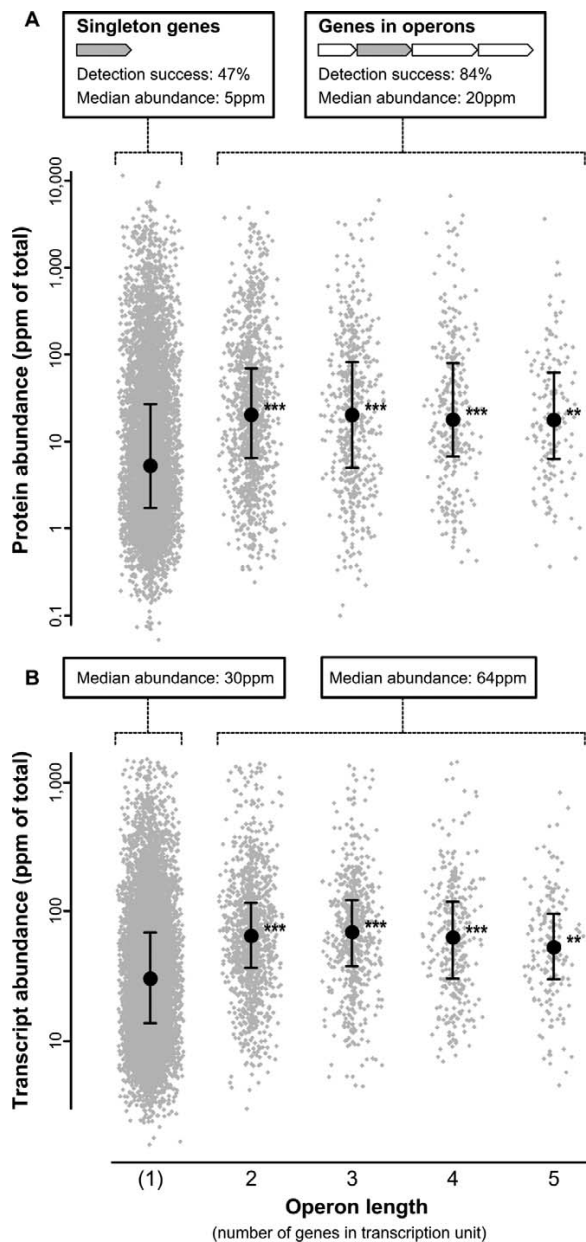 A
Singleton genes
Detection success: 47%
Median abundance: 5ppm
Genes in operons
Detection success: 84%
Median abundance: 20ppm
Protein abundance (ppm of total)
10,000
1,000
100
10
1
0.1
***
***
***
**
B
Median abundance: 30ppm
Median abundance: 64ppm
Transcript abundance (ppm of total)
1,000
100
10
***
***
***
**
(1) 2 3 4 5
Operon length
(number of genes in transcription unit)